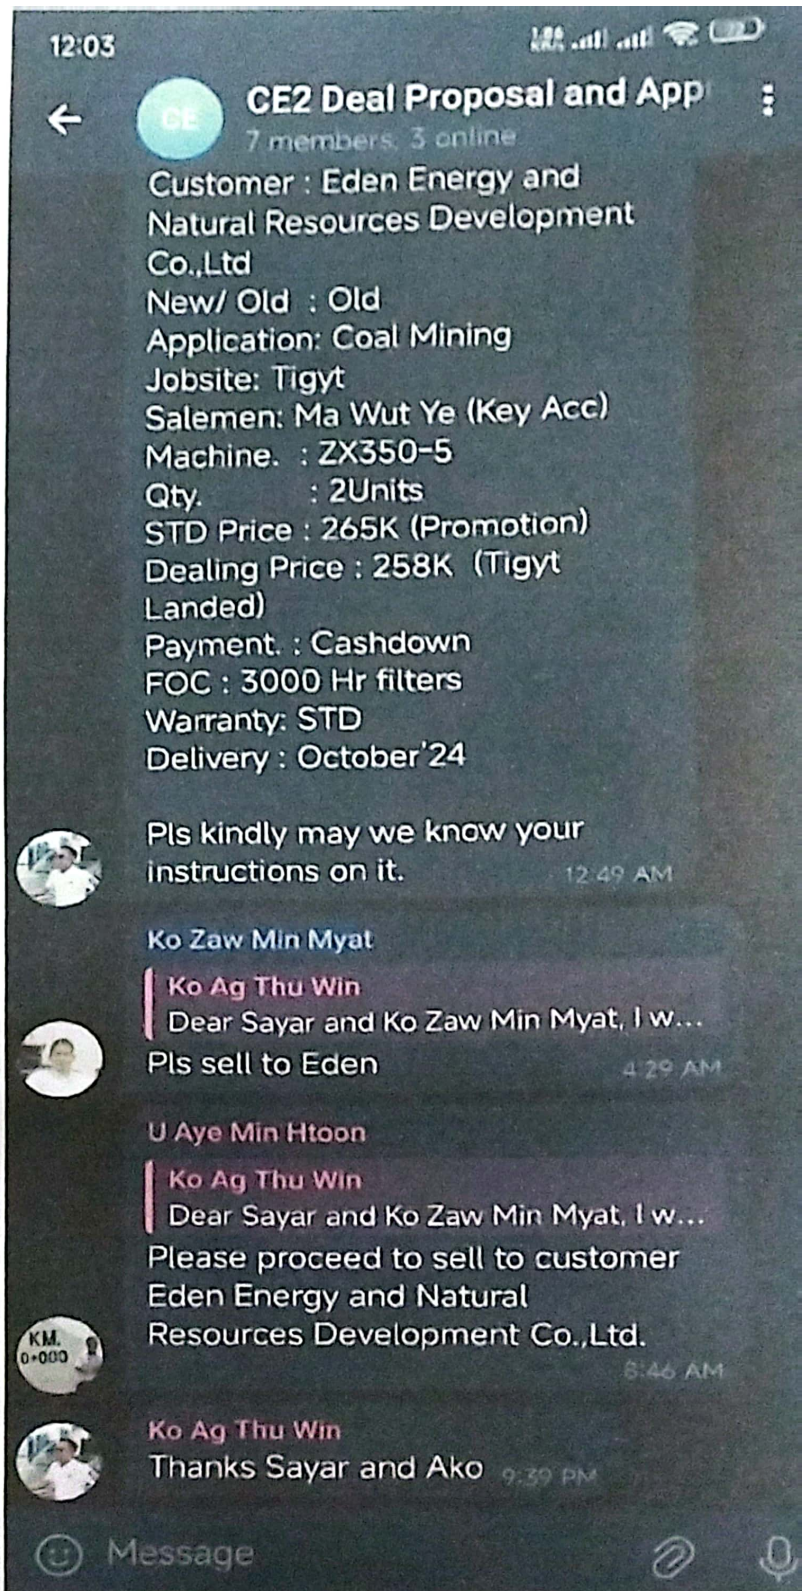 12:03
CE
CE2 Deal Proposal and App
7 members, 3 online
Customer : Eden Energy and
Natural Resources Development
Co.,Ltd
New/ Old : Old
Application: Coal Mining
Jobsite: Tigyt
Salemen: Ma Wut Ye (Key Acc)
Machine. : ZX350-5
Qty. : 2Units
STD Price : 265K (Promotion)
Dealing Price : 258K (Tigyt
Landed)
Payment. : Cashdown
FOC : 3000 Hr filters
Warranty: STD
Delivery : October'24
Pls kindly may we know your
instructions on it.
12:49 AM
Ko Zaw Min Myat
Ko Ag Thu Win
Dear Sayar and Ko Zaw Min Myat, I w...
Pls sell to Eden
4:29 AM
U Aye Min Htoon
Ko Ag Thu Win
Dear Sayar and Ko Zaw Min Myat, I w...
Please proceed to sell to customer
Eden Energy and Natural
Resources Development Co.,Ltd.
KM.
0+000
8:46 AM
Ko Ag Thu Win
Thanks Sayar and Ako 9:39 PM
Message